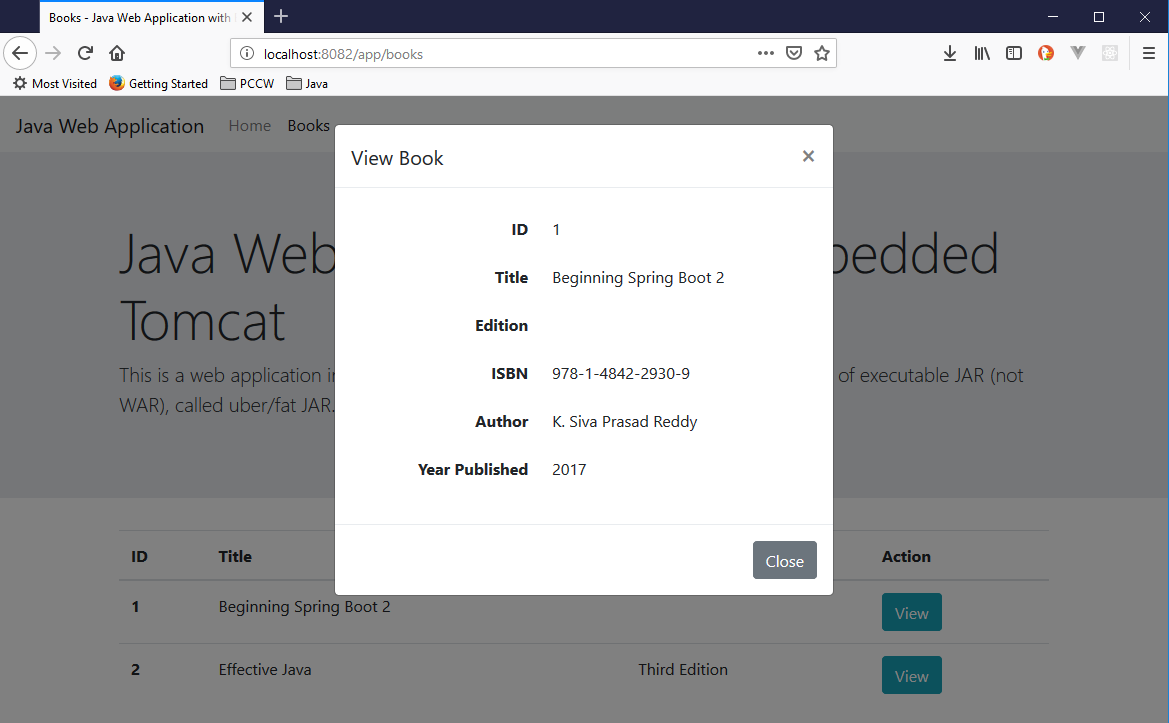 Books - Java Web Application with
localhost:8082/app/books
Most Visited Getting Started PCCW Java
Java Web Application Home Books
View Book ×
ID 1
Title Beginning Spring Boot 2
Edition
ISBN 978-1-4842-2930-9
Author K. Siva Prasad Reddy
Year Published 2017
Close
Java Web bedded
Tomcat
This is a web application of executable JAR (not
WAR), called uber/fat JAR.
ID Title Action
1 Beginning Spring Boot 2 View
2 Effective Java Third Edition View